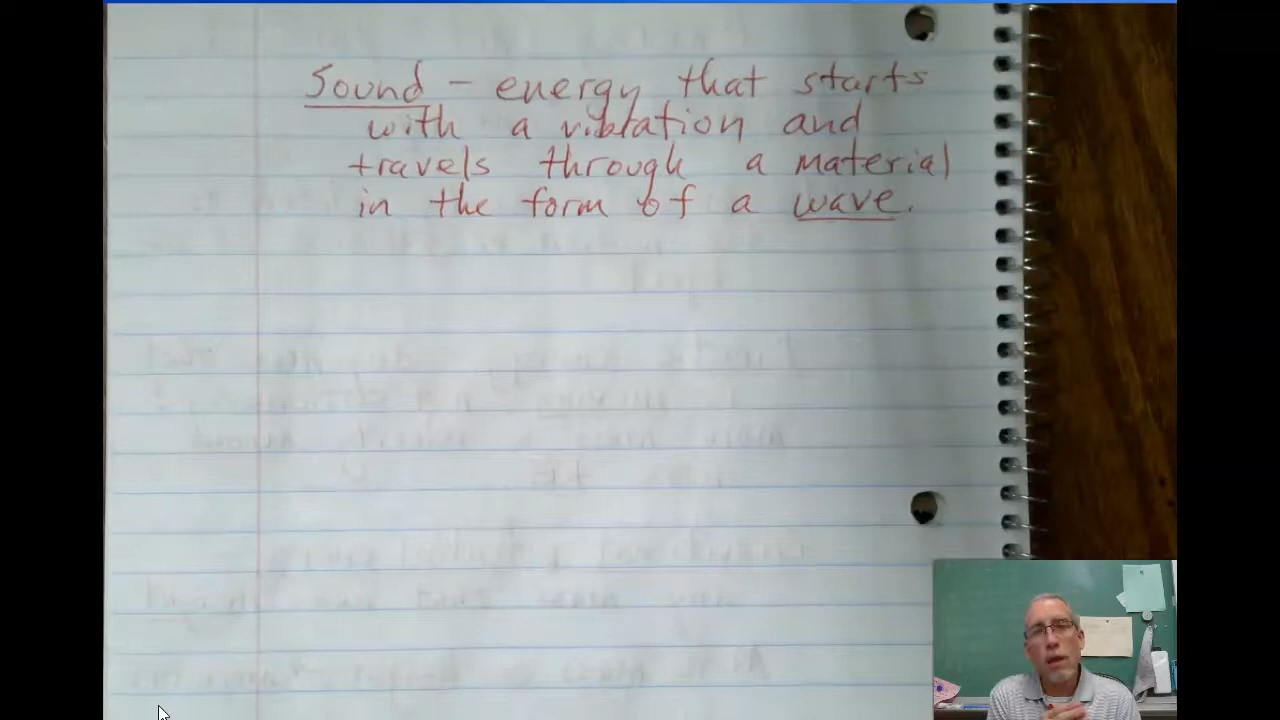 Sound - energy that starts
with a vibration and
travels through a material
in the form of a wave.